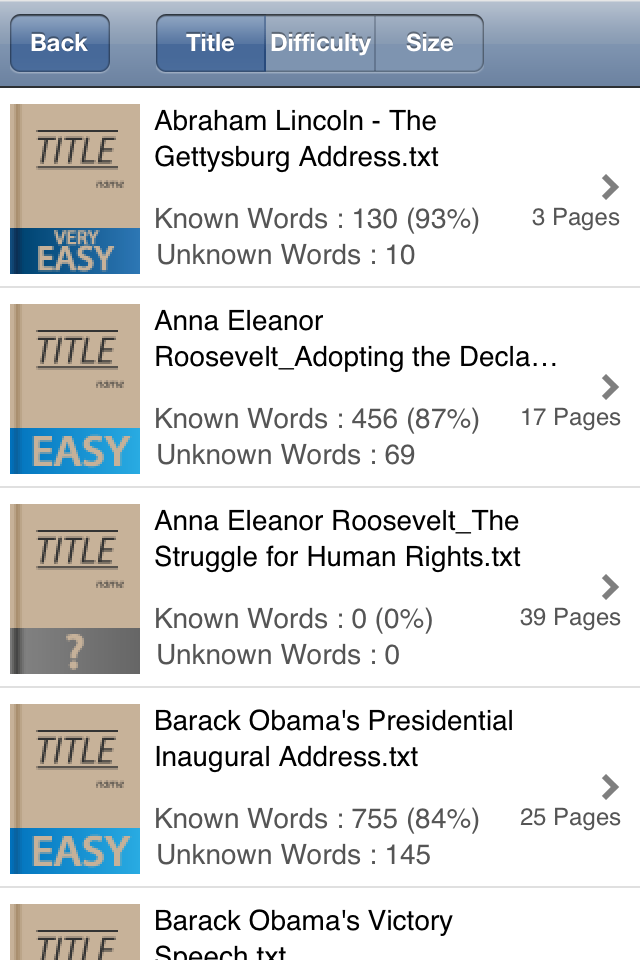 Back
Title
Difficulty
Size
TITLE
name
VERY
EASY
Abraham Lincoln - The
Gettysburg Address.txt
Known Words : 130 (93%)
3 Pages
Unknown Words : 10
TITLE
name
EASY
Anna Eleanor
Roosevelt_Adopting the Decla...
Known Words : 456 (87%)
17 Pages
Unknown Words : 69
TITLE
name
?
Anna Eleanor Roosevelt_The
Struggle for Human Rights.txt
Known Words : 0 (0%)
39 Pages
Unknown Words : 0
TITLE
name
EASY
Barack Obama's Presidential
Inaugural Address.txt
Known Words : 755 (84%)
25 Pages
Unknown Words : 145
TITLE
Barack Obama's Victory
Speech.txt